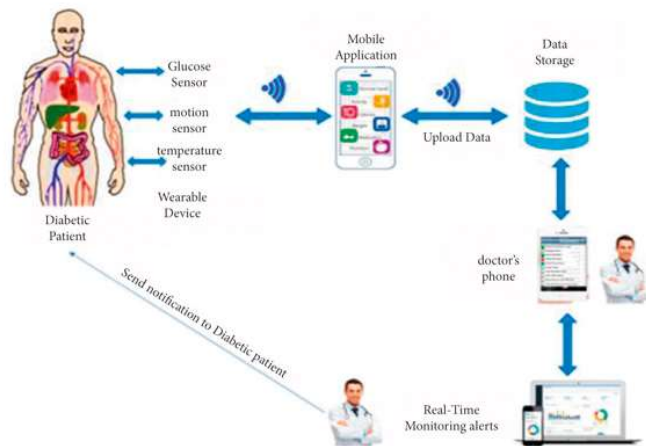 Glucose
Sensor
motion
sensor
temperature
sensor
Wearable
Device
Diabetic
Patient
Mobile
Application
Upload Data
Data
Storage
doctor's
phone
Real-Time
Monitoring alerts
Send notification to Diabetic patient